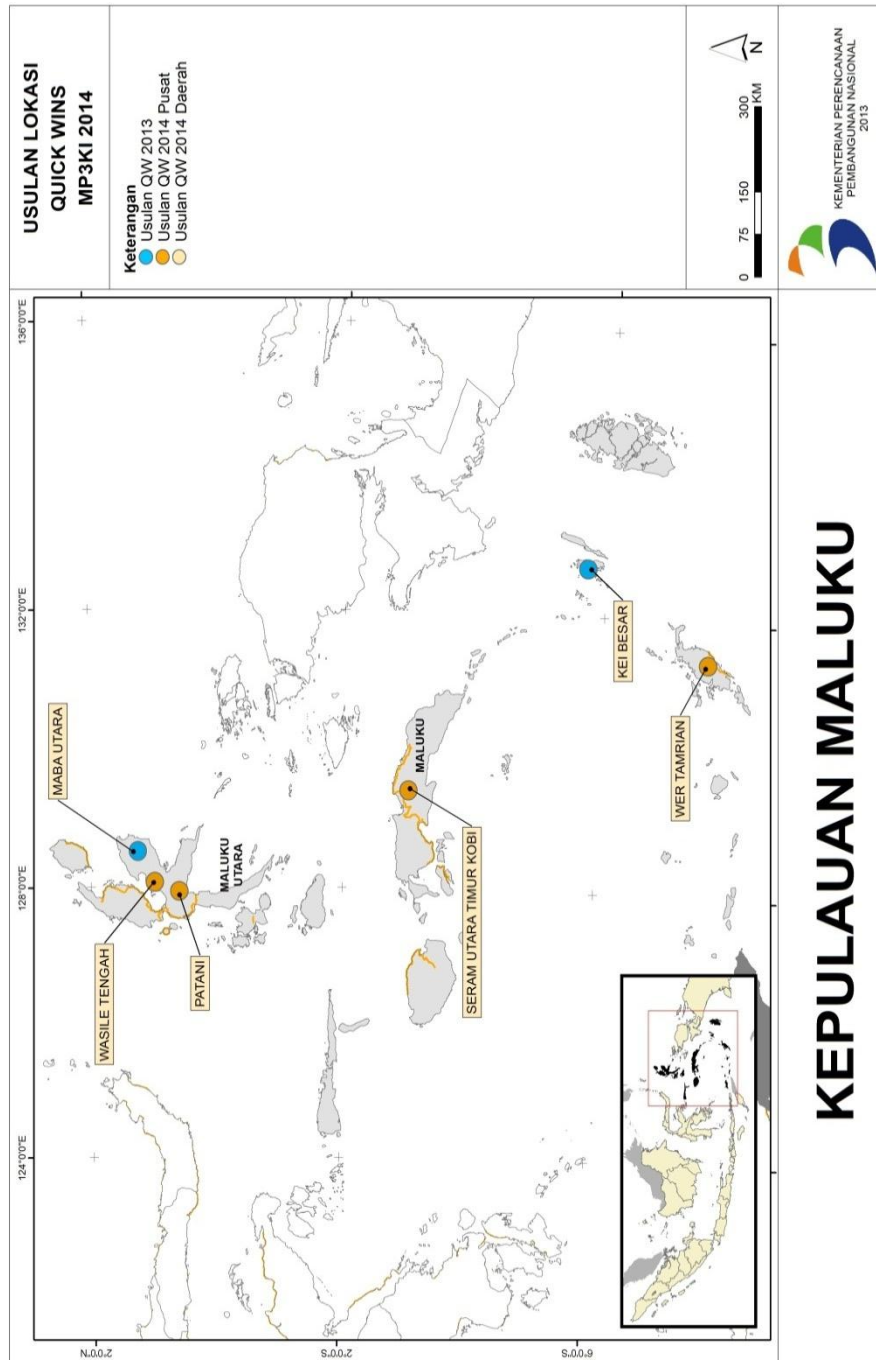 USULAN LOKASI
QUICK WINS
MP3KI 2014
Keterangan
Usulan QW 2013
Usulan QW 2014 Pusat
Usulan QW 2014 Daerah
N
0 75 150 300
KM
KEMENTERIAN PERENCANAAN
PEMBANGUNAN NASIONAL
2013
124°0'0"E
128°0'0"E
132°0'0"E
136°0'0"E
2°0'0"N
2°0'0"S
6°0'0"S
MABA UTARA
WASILE TENGAH
PATANI
MALUKU
UTARA
MALUKU
SERAM UTARA TIMUR KOBI
KEI BESAR
WER TAMRIAN
KEPULAUAN MALUKU